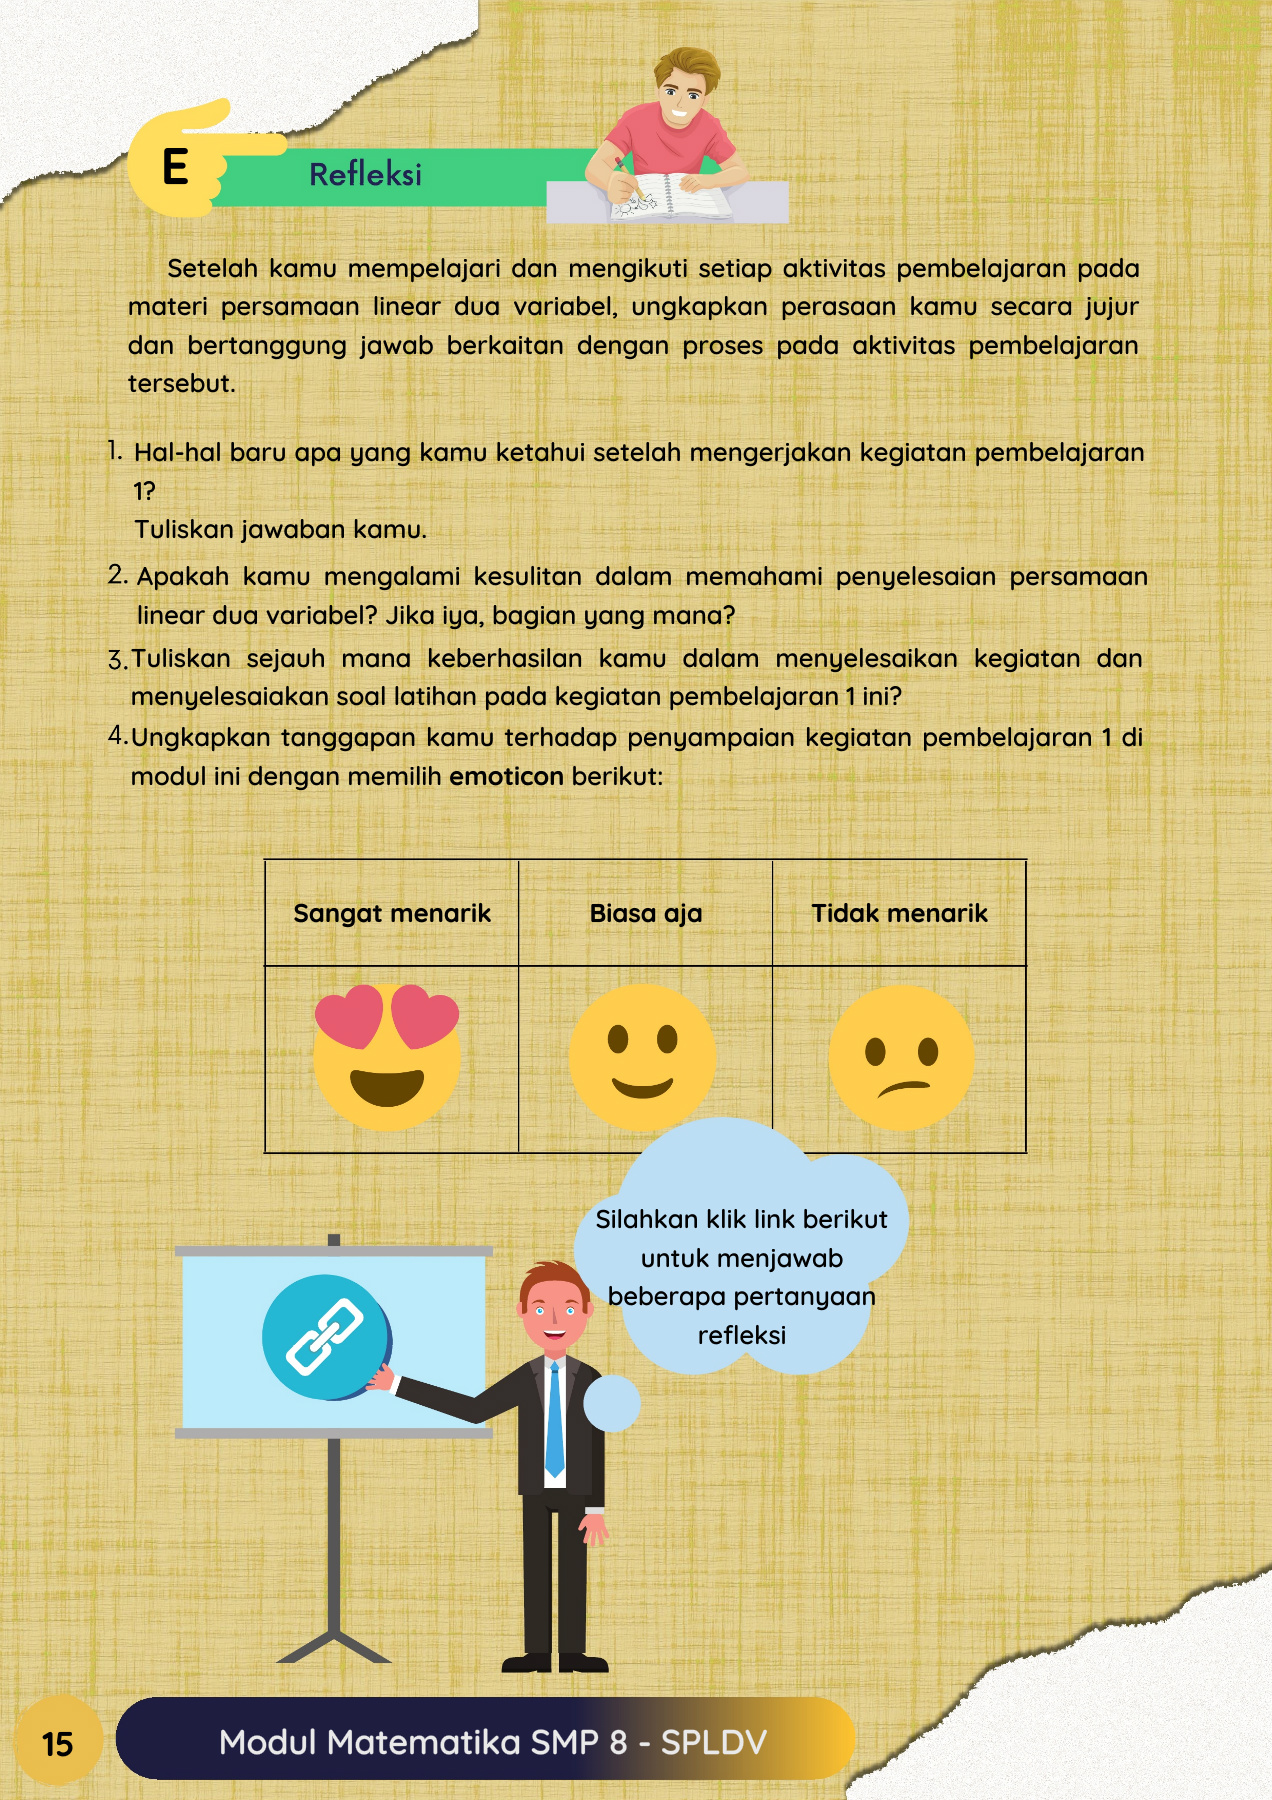 E
Refleksi
Setelah kamu mempelajari dan mengikuti setiap aktivitas pembelajaran pada
materi persamaan linear dua variabel, ungkapkan perasaan kamu secara jujur
dan bertanggung jawab berkaitan dengan proses pada aktivitas pembelajaran
tersebut.
1. Hal-hal baru apa yang kamu ketahui setelah mengerjakan kegiatan pembelajaran
1?
Tuliskan jawaban kamu.
2. Apakah kamu mengalami kesulitan dalam memahami penyelesaian persamaan
linear dua variabel? Jika iya, bagian yang mana?
3. Tuliskan sejauh mana keberhasilan kamu dalam menyelesaikan kegiatan dan
menyelesaiakan soal latihan pada kegiatan pembelajaran 1 ini?
4. Ungkapkan tanggapan kamu terhadap penyampaian kegiatan pembelajaran 1 di
modul ini dengan memilih emoticon berikut:
Sangat menarik
Biasa aja
Tidak menarik
Silahkan klik link berikut
untuk menjawab
beberapa pertanyaan
refleksi
15
Modul Matematika SMP 8 - SPLDV